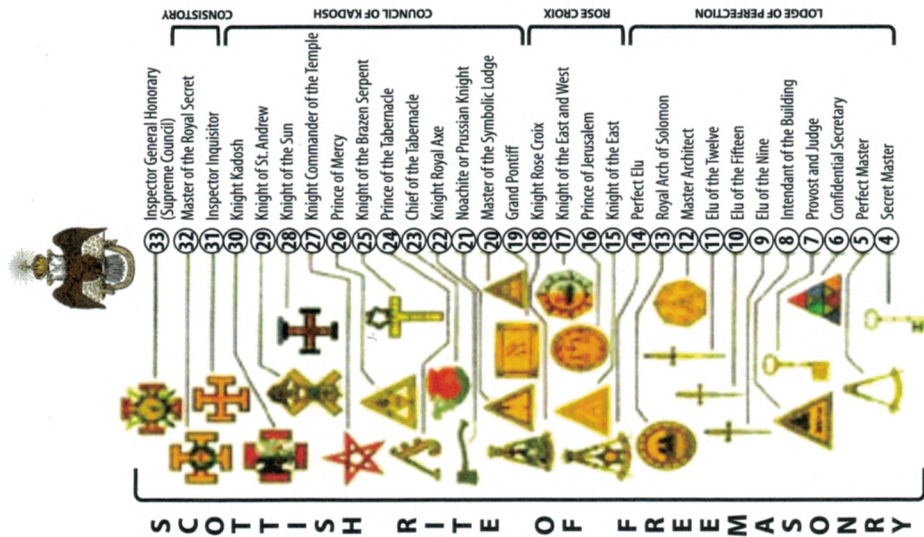 SCOTTISH RITE OF FREEMASONRY
CONSISTORY
COUNCIL OF KADOSH
ROSE CROIX
LODGE OF PERFECTION
33 Inspector General Honorary
(Supreme Council)
32 Master of the Royal Secret
31 Inspector Inquisitor
30 Knight Kadosh
29 Knight of St. Andrew
28 Knight of the Sun
27 Knight Commander of the Temple
26 Prince of Mercy
25 Knight of the Brazen Serpent
24 Prince of the Tabernacle
23 Chief of the Tabernacle
22 Knight Royal Axe
21 Noachite or Prussian Knight
20 Master of the Symbolic Lodge
19 Grand Pontiff
18 Knight Rose Croix
17 Knight of the East and West
16 Prince of Jerusalem
15 Knight of the East
14 Perfect Elu
13 Royal Arch of Solomon
12 Master Architect
11 Elu of the Twelve
10 Elu of the Fifteen
9 Elu of the Nine
8 Intendant of the Building
7 Provost and Judge
6 Confidential Secretary
5 Perfect Master
4 Secret Master